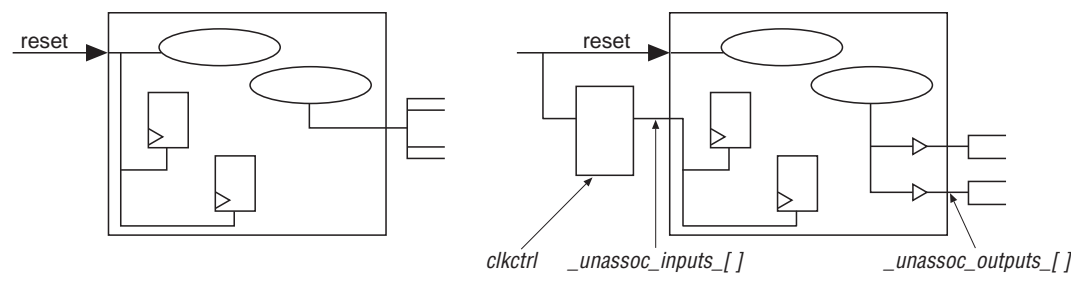 reset
reset
clkctrl
_unassoc_inputs_[ ]
_unassoc_outputs_[ ]